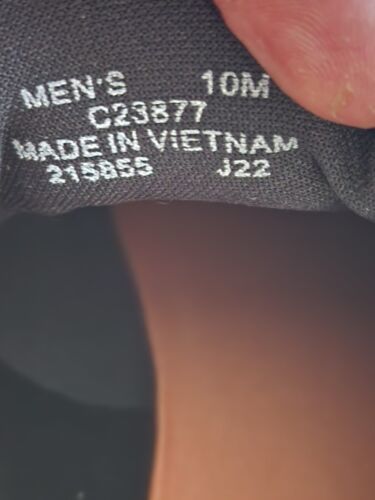 MEN'S 10M
C23877
MADE IN VIETNAM
215855 J22